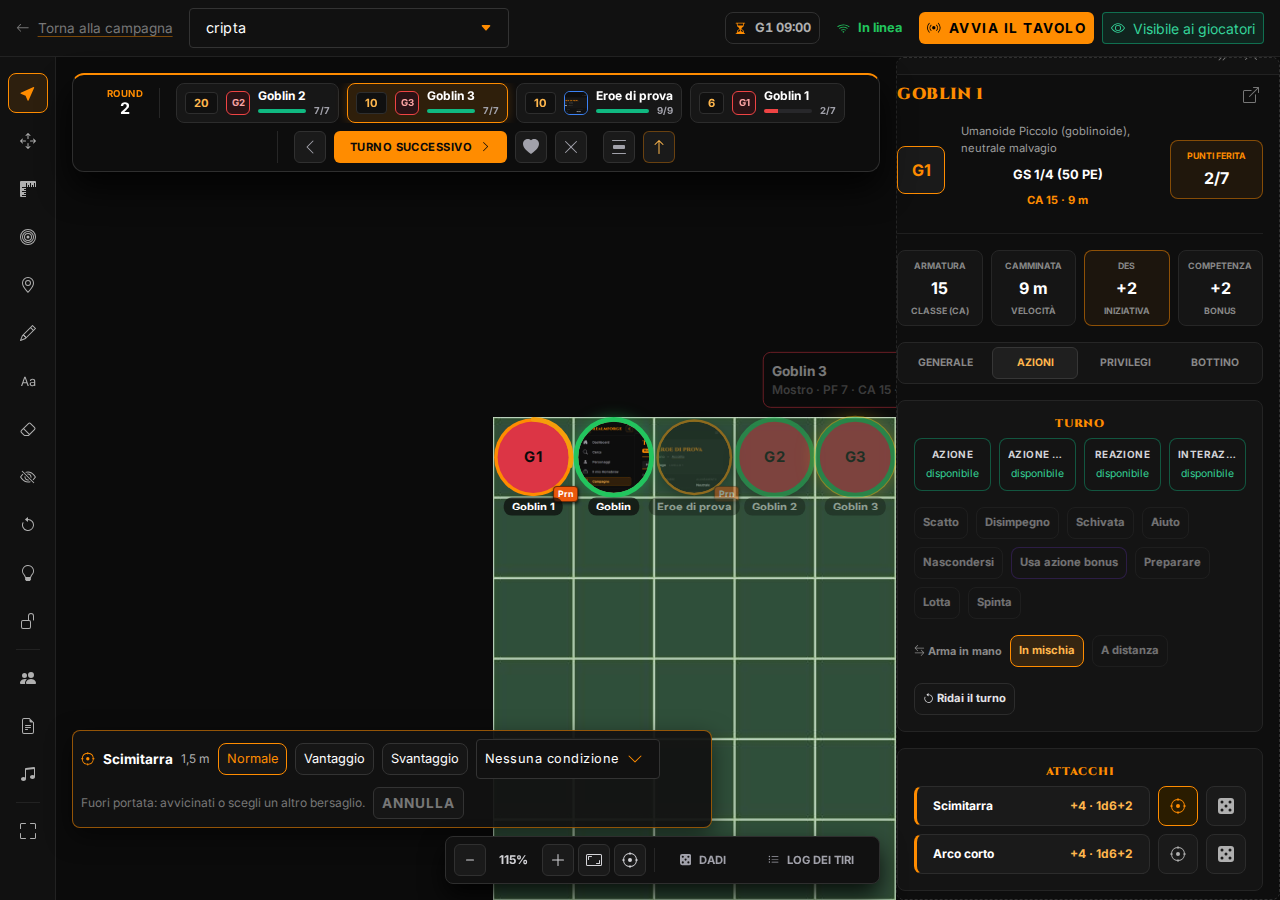 Torna alla campagna
cripta
G1 09:00
In linea
AVVIA IL TAVOLO
Visibile ai giocatori
ROUND
2
20 G2 Goblin 2 7/7
10 G3 Goblin 3 7/7
10 Eroe di prova 9/9
6 G1 Goblin 1 2/7
TURNO SUCCESSIVO
Aa
Goblin 3
Mostro · PF 7 · CA 15
G1
G2
G3
Prn
Prn
Goblin 1
Goblin
Eroe di prova
Goblin 2
Goblin 3
Scimitarra 1,5 m Normale Vantaggio Svantaggio Nessuna condizione
Fuori portata: avvicinati o scegli un altro bersaglio. ANNULLA
115%
DADI
LOG DEI TIRI
GOBLIN 1
G1
Umanoide Piccolo (goblinoide),
neutrale malvagio
GS 1/4 (50 PE)
CA 15 · 9 m
PUNTI FERITA
2/7
ARMATURA
15
CLASSE (CA)
CAMMINATA
9 m
VELOCITÀ
DES
+2
INIZIATIVA
COMPETENZA
+2
BONUS
GENERALE AZIONI PRIVILEGI BOTTINO
TURNO
AZIONE
disponibile
AZIONE ...
disponibile
REAZIONE
disponibile
INTERAZ...
disponibile
Scatto Disimpegno Schivata Aiuto
Nascondersi Usa azione bonus Preparare
Lotta Spinta
Arma in mano In mischia A distanza
Ridai il turno
ATTACCHI
Scimitarra +4 · 1d6+2
Arco corto +4 · 1d6+2